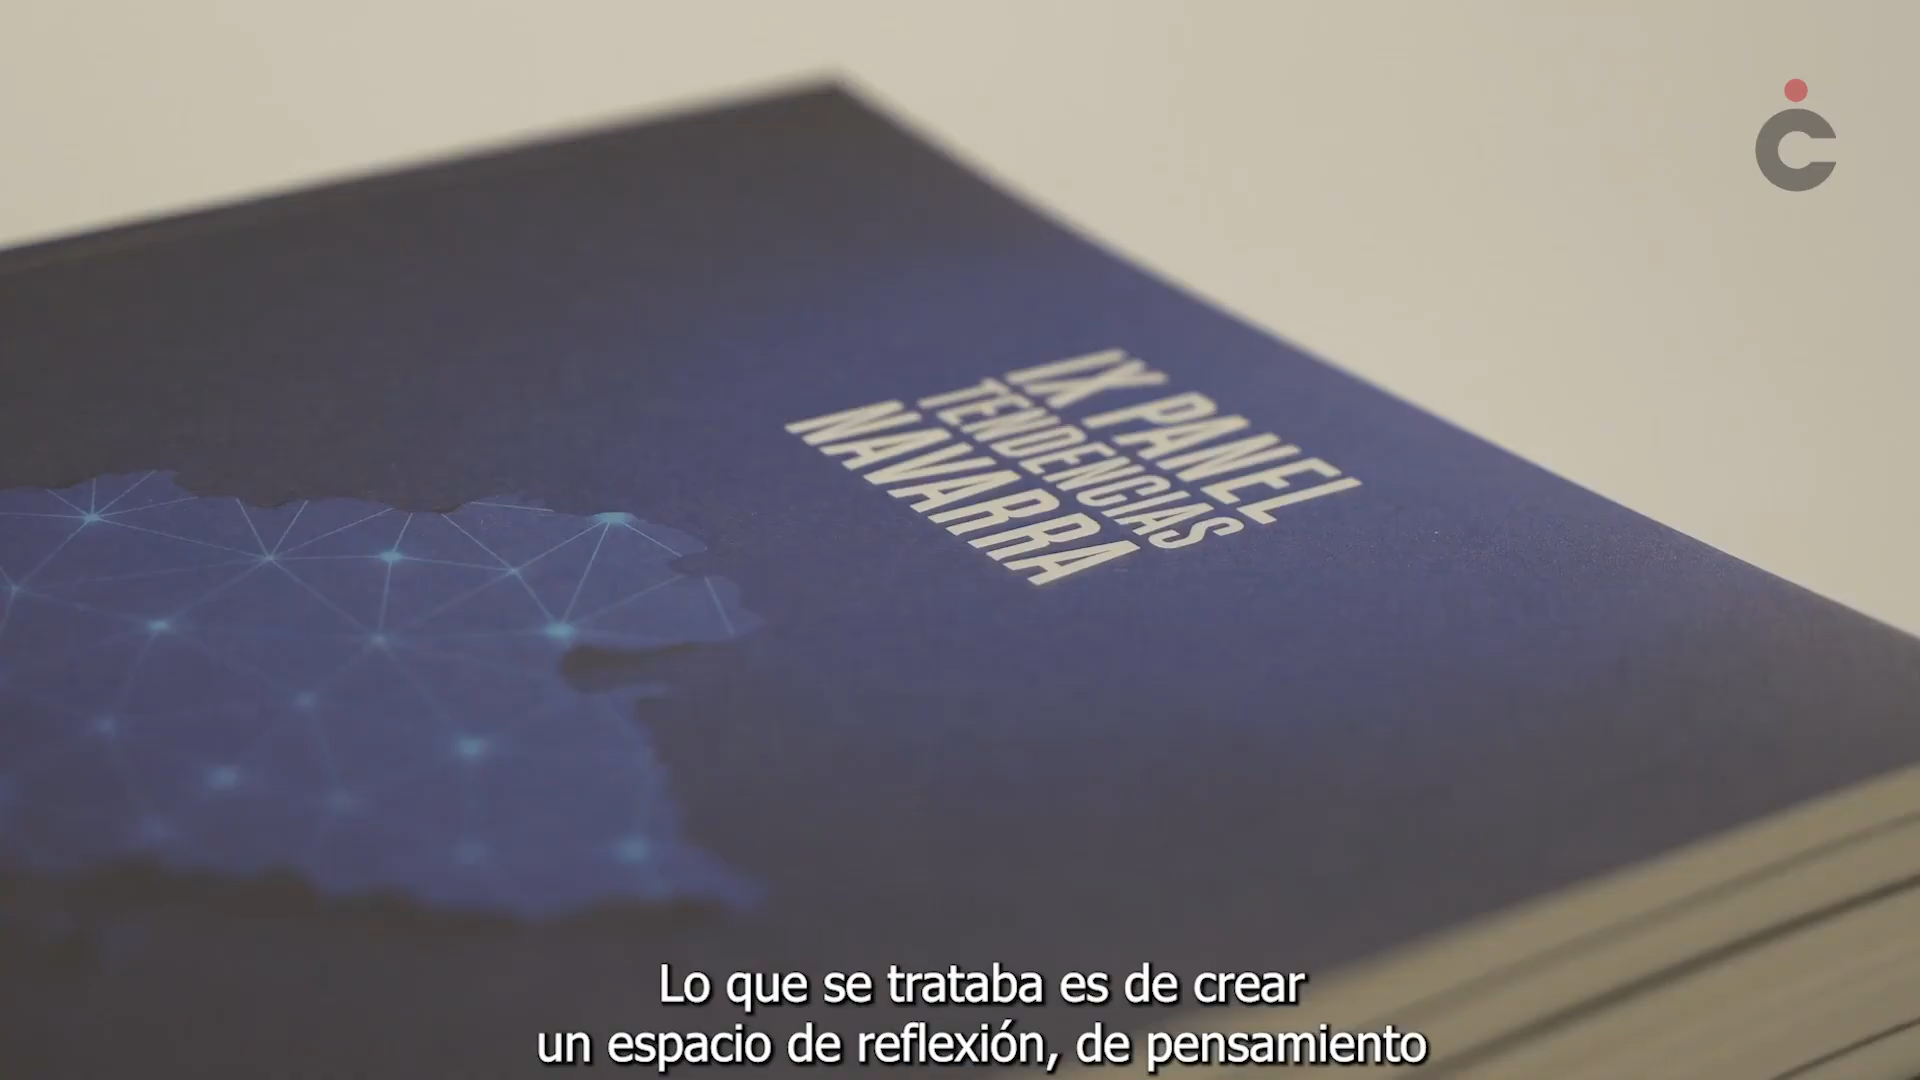 IX PANEL
TENDENCIAS
NAVARRA
Lo que se trataba es de crear
un espacio de reflexión, de pensamiento